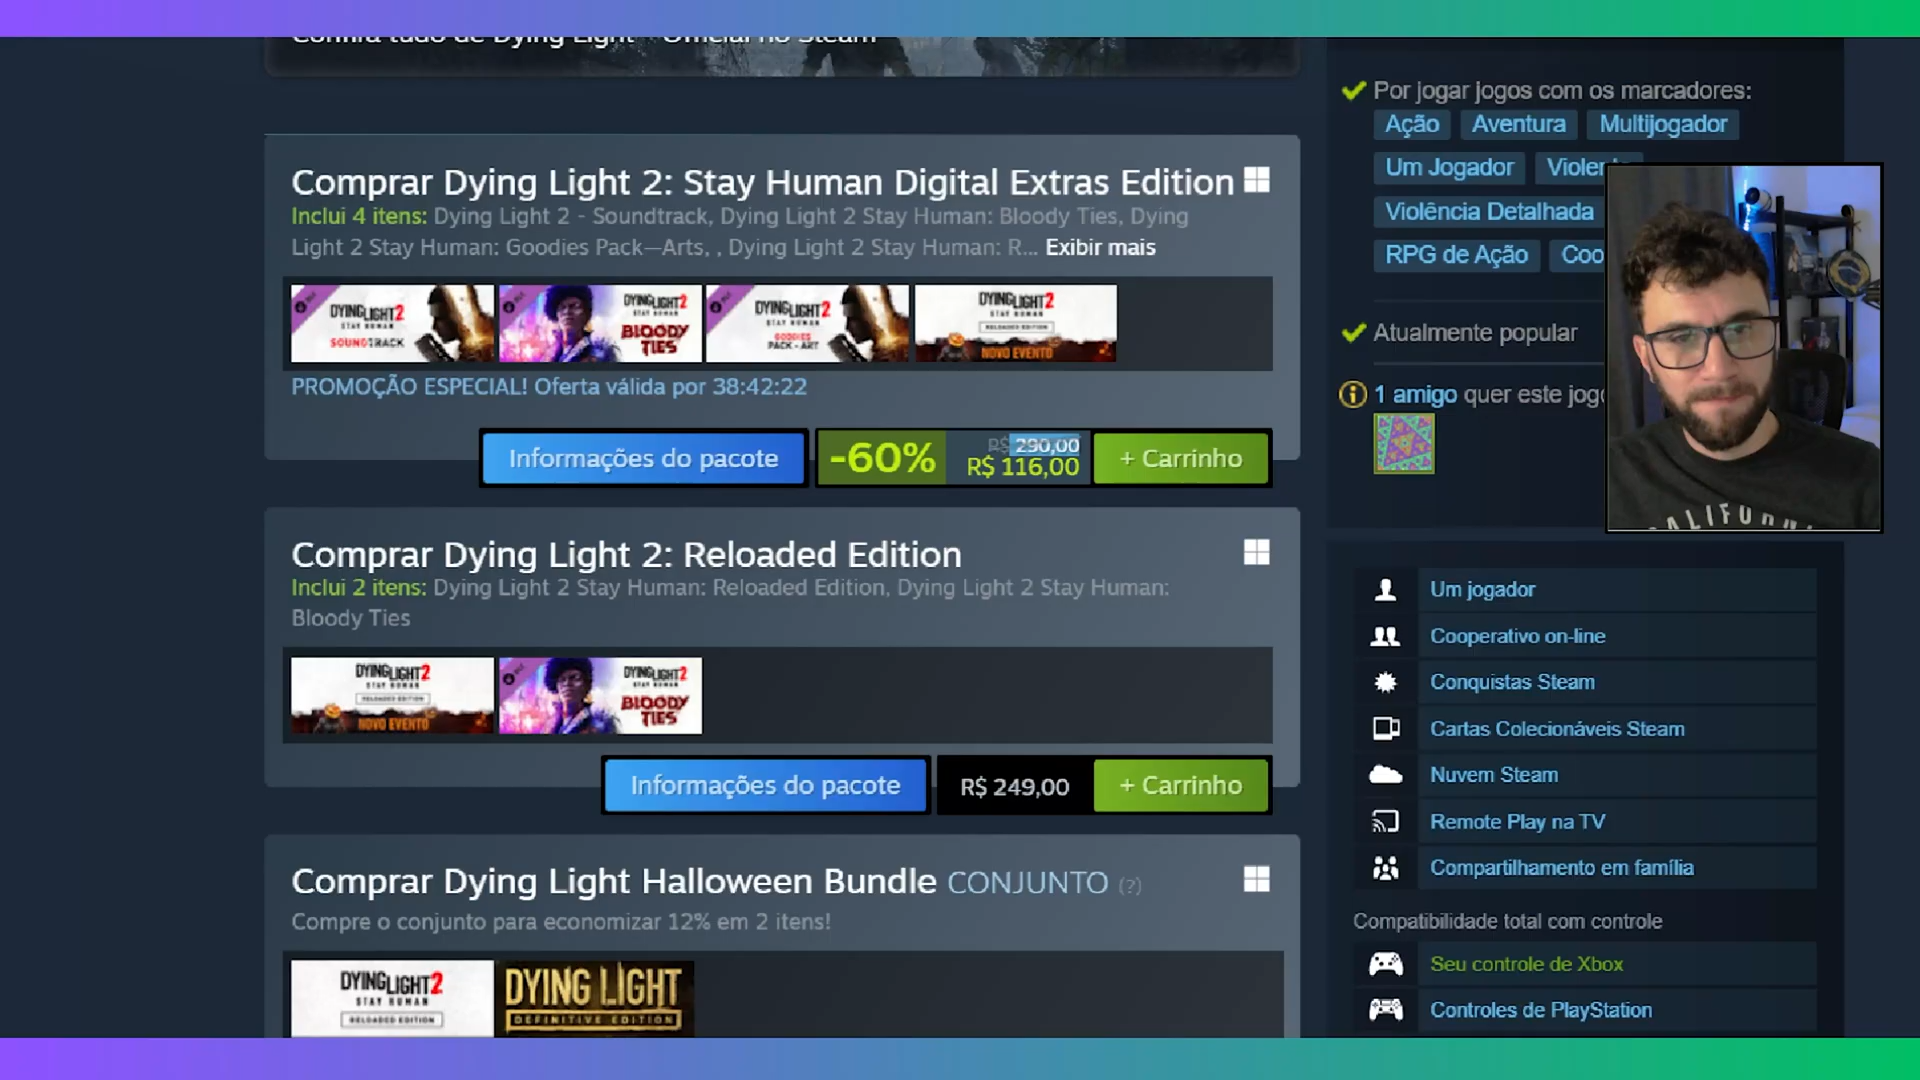 Confira tudo de Dying Light - Official no Steam
Comprar Dying Light 2: Stay Human Digital Extras Edition
Inclui 4 itens: Dying Light 2 - Soundtrack, Dying Light 2 Stay Human: Bloody Ties, Dying
Light 2 Stay Human: Goodies Pack—Arts, , Dying Light 2 Stay Human: R... Exibir mais
DYING LIGHT 2
STAY HUMAN
SOUNDTRACK
DYING LIGHT 2
STAY HUMAN
BLOODY
TIES
DYING LIGHT 2
STAY HUMAN
GOODIES
PACK - ART
DYING LIGHT 2
STAY HUMAN
RELOADED EDITION
NOVO EVENTO
PROMOÇÃO ESPECIAL! Oferta válida por 38:42:22
Informações do pacote
-60%
R$ 290,00
R$ 116,00
+ Carrinho
Comprar Dying Light 2: Reloaded Edition
Inclui 2 itens: Dying Light 2 Stay Human: Reloaded Edition, Dying Light 2 Stay Human:
Bloody Ties
DYING LIGHT 2
STAY HUMAN
RELOADED EDITION
NOVO EVENTO
DYING LIGHT 2
STAY HUMAN
BLOODY
TIES
Informações do pacote
R$ 249,00
+ Carrinho
Comprar Dying Light Halloween Bundle CONJUNTO (?)
Compre o conjunto para economizar 12% em 2 itens!
DYING LIGHT 2
STAY HUMAN
RELOADED EDITION
DYING LIGHT
DEFINITIVE EDITION
Por jogar jogos com os marcadores:
Ação Aventura Multijogador
Um Jogador
Violência Detalhada
RPG de Ação Coo
Atualmente popular
1 amigo quer este jogo
Um jogador
Cooperativo on-line
Conquistas Steam
Cartas Colecionáveis Steam
Nuvem Steam
Remote Play na TV
Compartilhamento em família
Compatibilidade total com controle
Seu controle de Xbox
Controles de PlayStation